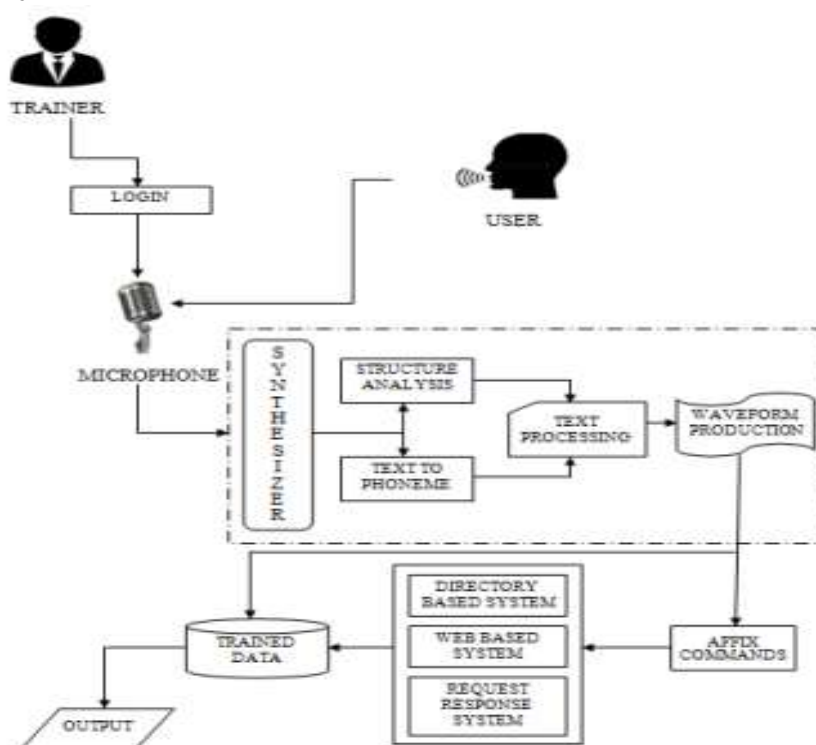 TRAINER
LOGIN
USER
MICROPHONE
SYNTHESIZER
STRUCTURE
ANALYSIS
TEXT TO
PHONEME
TEXT
PROCESSING
WAVEFORM
PRODUCTION
DIRECTORY
BASED SYSTEM
WEB BASED
SYSTEM
REQUEST
RESPONSE
SYSTEM
AFFIX
COMMANDS
TRAINED
DATA
OUTPUT